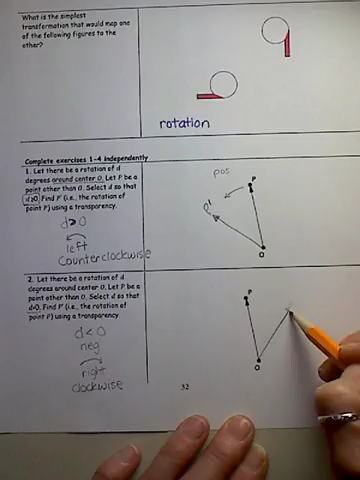 What is the simplest
transformation that would map one
of the following figures to the
other?
rotation
Complete exercises 1-4 independently
1. Let there be a rotation of d
degrees around center O. Let P be a
point other than O. Select d so that
d≥0. Find P' (i.e., the rotation of
point P) using a transparency.
d≥0
left
Counterclockwise
pos
P
P'
O
2. Let there be a rotation of d
degrees around center O. Let P be a
point other than O. Select d so that
d<0. Find P' (i.e., the rotation of
point P) using a transparency.
d<0
neg
right
clockwise
P
O
32